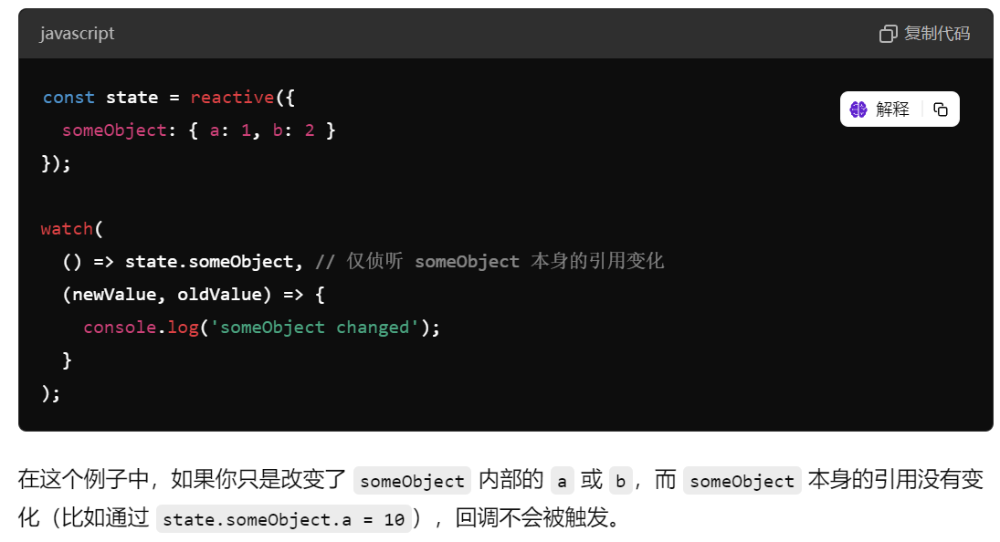 javascript 复制代码
const state = reactive({ 解释
  someObject: { a: 1, b: 2 }
});
watch(
  () => state.someObject, // 仅侦听 someObject 本身的引用变化
  (newValue, oldValue) => {
    console.log('someObject changed');
  }
);
在这个例子中，如果你只是改变了 someObject 内部的 a 或 b，而 someObject 本身的引用没有变
化（比如通过 state.someObject.a = 10），回调不会被触发。